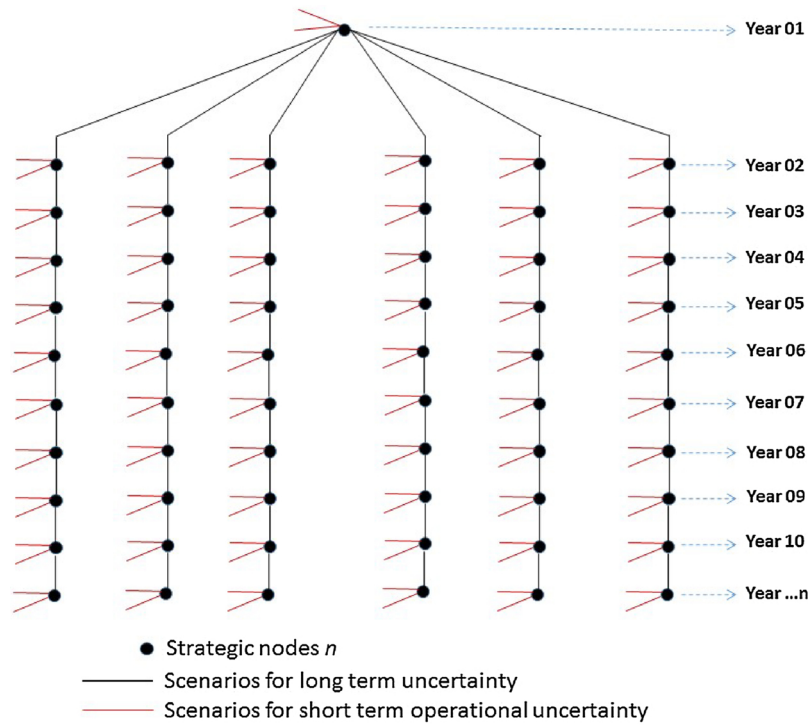 Year 01
Year 02
Year 03
Year 04
Year 05
Year 06
Year 07
Year 08
Year 09
Year 10
Year ...n
Strategic nodes n
Scenarios for long term uncertainty
Scenarios for short term operational uncertainty